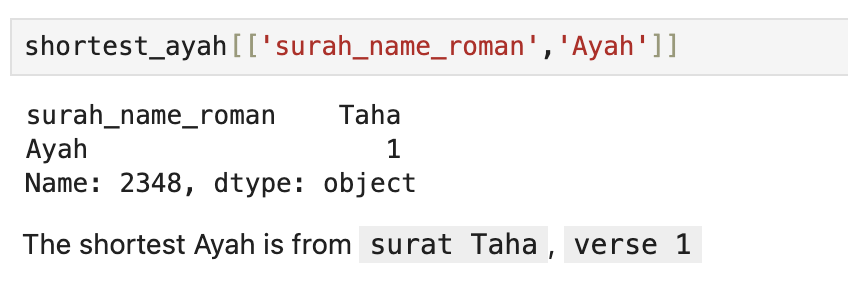 shortest_ayah[['surah_name_roman','Ayah']]
surah_name_roman    Taha
Ayah                   1
Name: 2348, dtype: object
The shortest Ayah is from surat Taha, verse 1